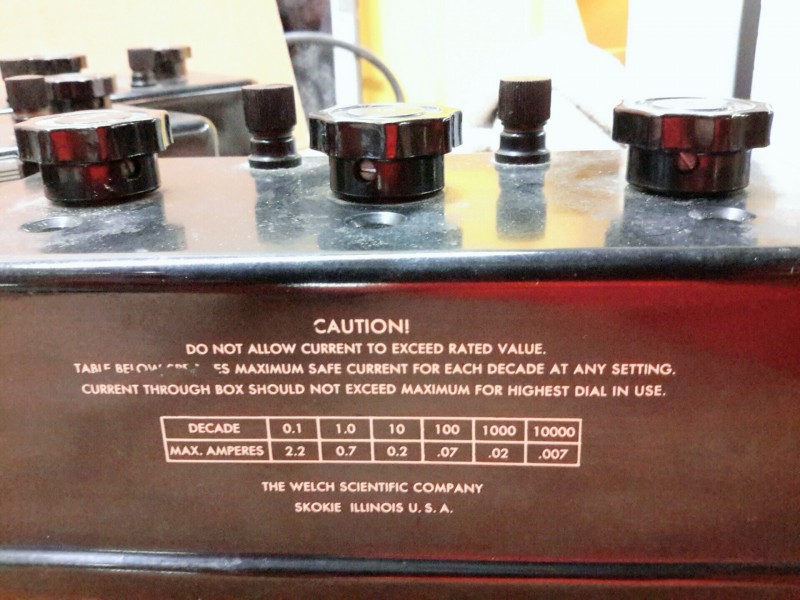 CAUTION!
DO NOT ALLOW CURRENT TO EXCEED RATED VALUE.
TABLE BELOW MAXIMUM SAFE CURRENT FOR EACH DECADE AT ANY SETTING.
CURRENT THROUGH BOX SHOULD NOT EXCEED MAXIMUM FOR HIGHEST DIAL IN USE.
DECADE 0.1 1.0 10 100 1000 10000
MAX. AMPERES 2.2 0.7 0.2 .07 .02 .007
THE WELCH SCIENTIFIC COMPANY
SKOKIE ILLINOIS U. S. A.